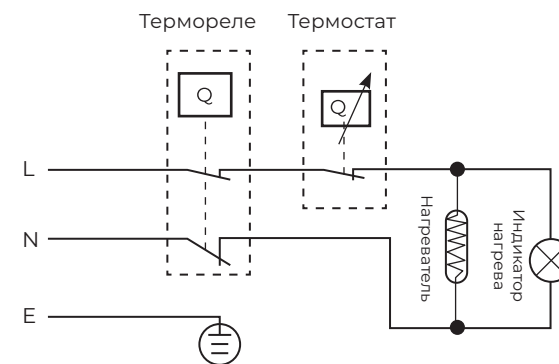 Термореле
Термостат
Q
Q
L
N
E
Нагреватель
Индикатор
нагрева